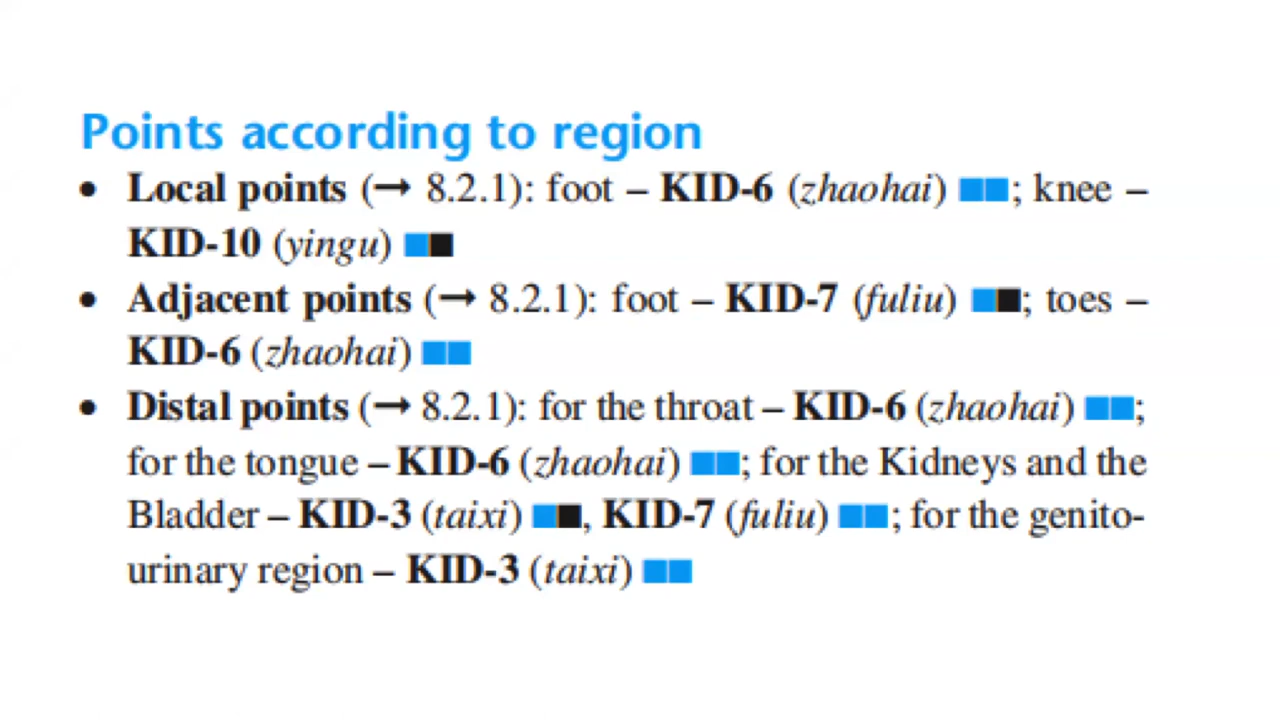 Points according to region
• Local points (→ 8.2.1): foot – KID-6 (zhaohai) ■■; knee –
KID-10 (yingu) ■■
• Adjacent points (→ 8.2.1): foot – KID-7 (fuliu) ■■; toes –
KID-6 (zhaohai) ■■
• Distal points (→ 8.2.1): for the throat – KID-6 (zhaohai) ■■;
for the tongue – KID-6 (zhaohai) ■■; for the Kidneys and the
Bladder – KID-3 (taixi) ■■, KID-7 (fuliu) ■■; for the genito-
urinary region – KID-3 (taixi) ■■